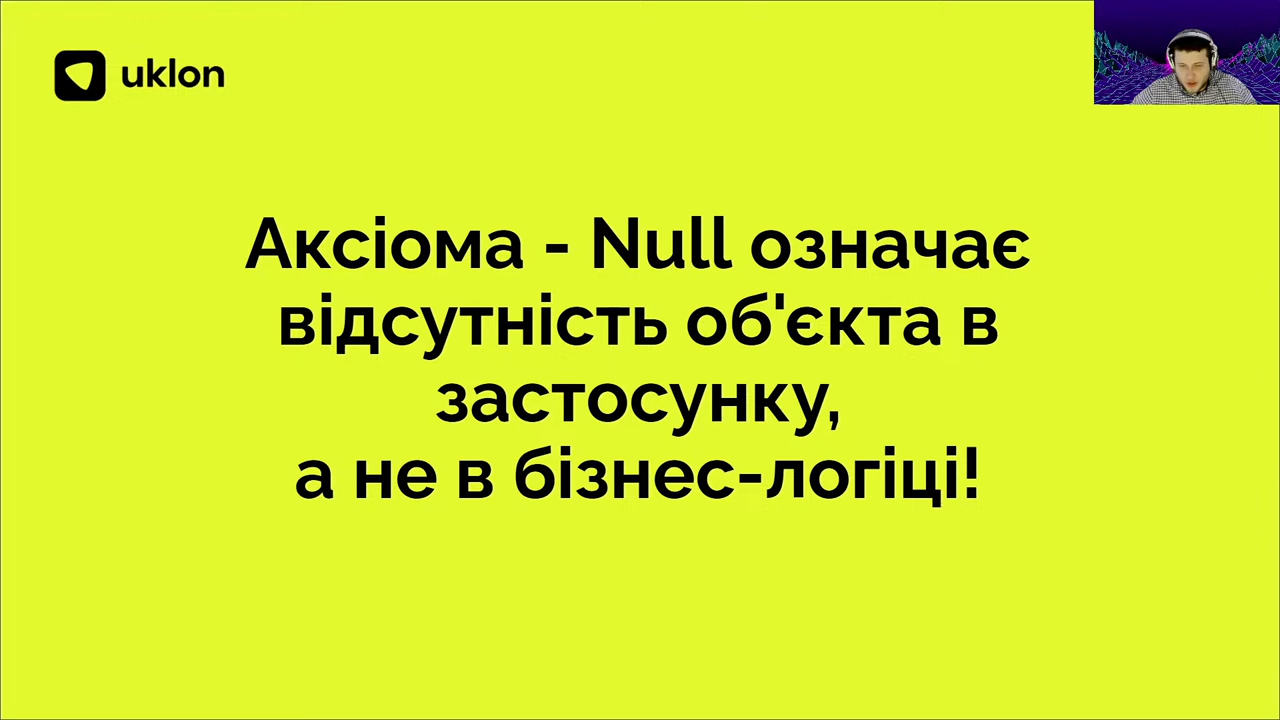 uklon
Аксіома - Null означає
відсутність об'єкта в
застосунку,
а не в бізнес-логіці!